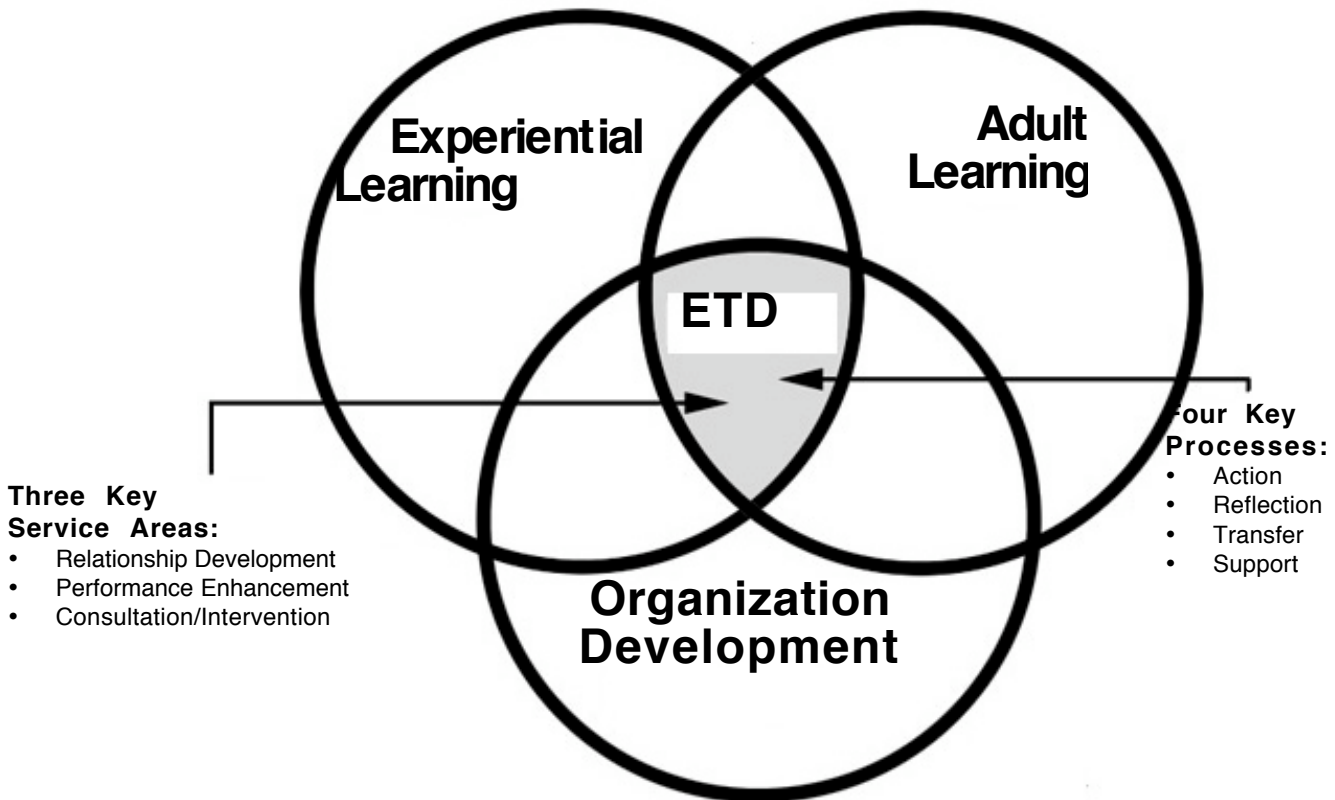 Experiential
Learning
Adult
Learning
ETD
Three Key
Service Areas:
• Relationship Development
• Performance Enhancement
• Consultation/Intervention
Four Key
Processes:
• Action
• Reflection
• Transfer
• Support
Organization
Development